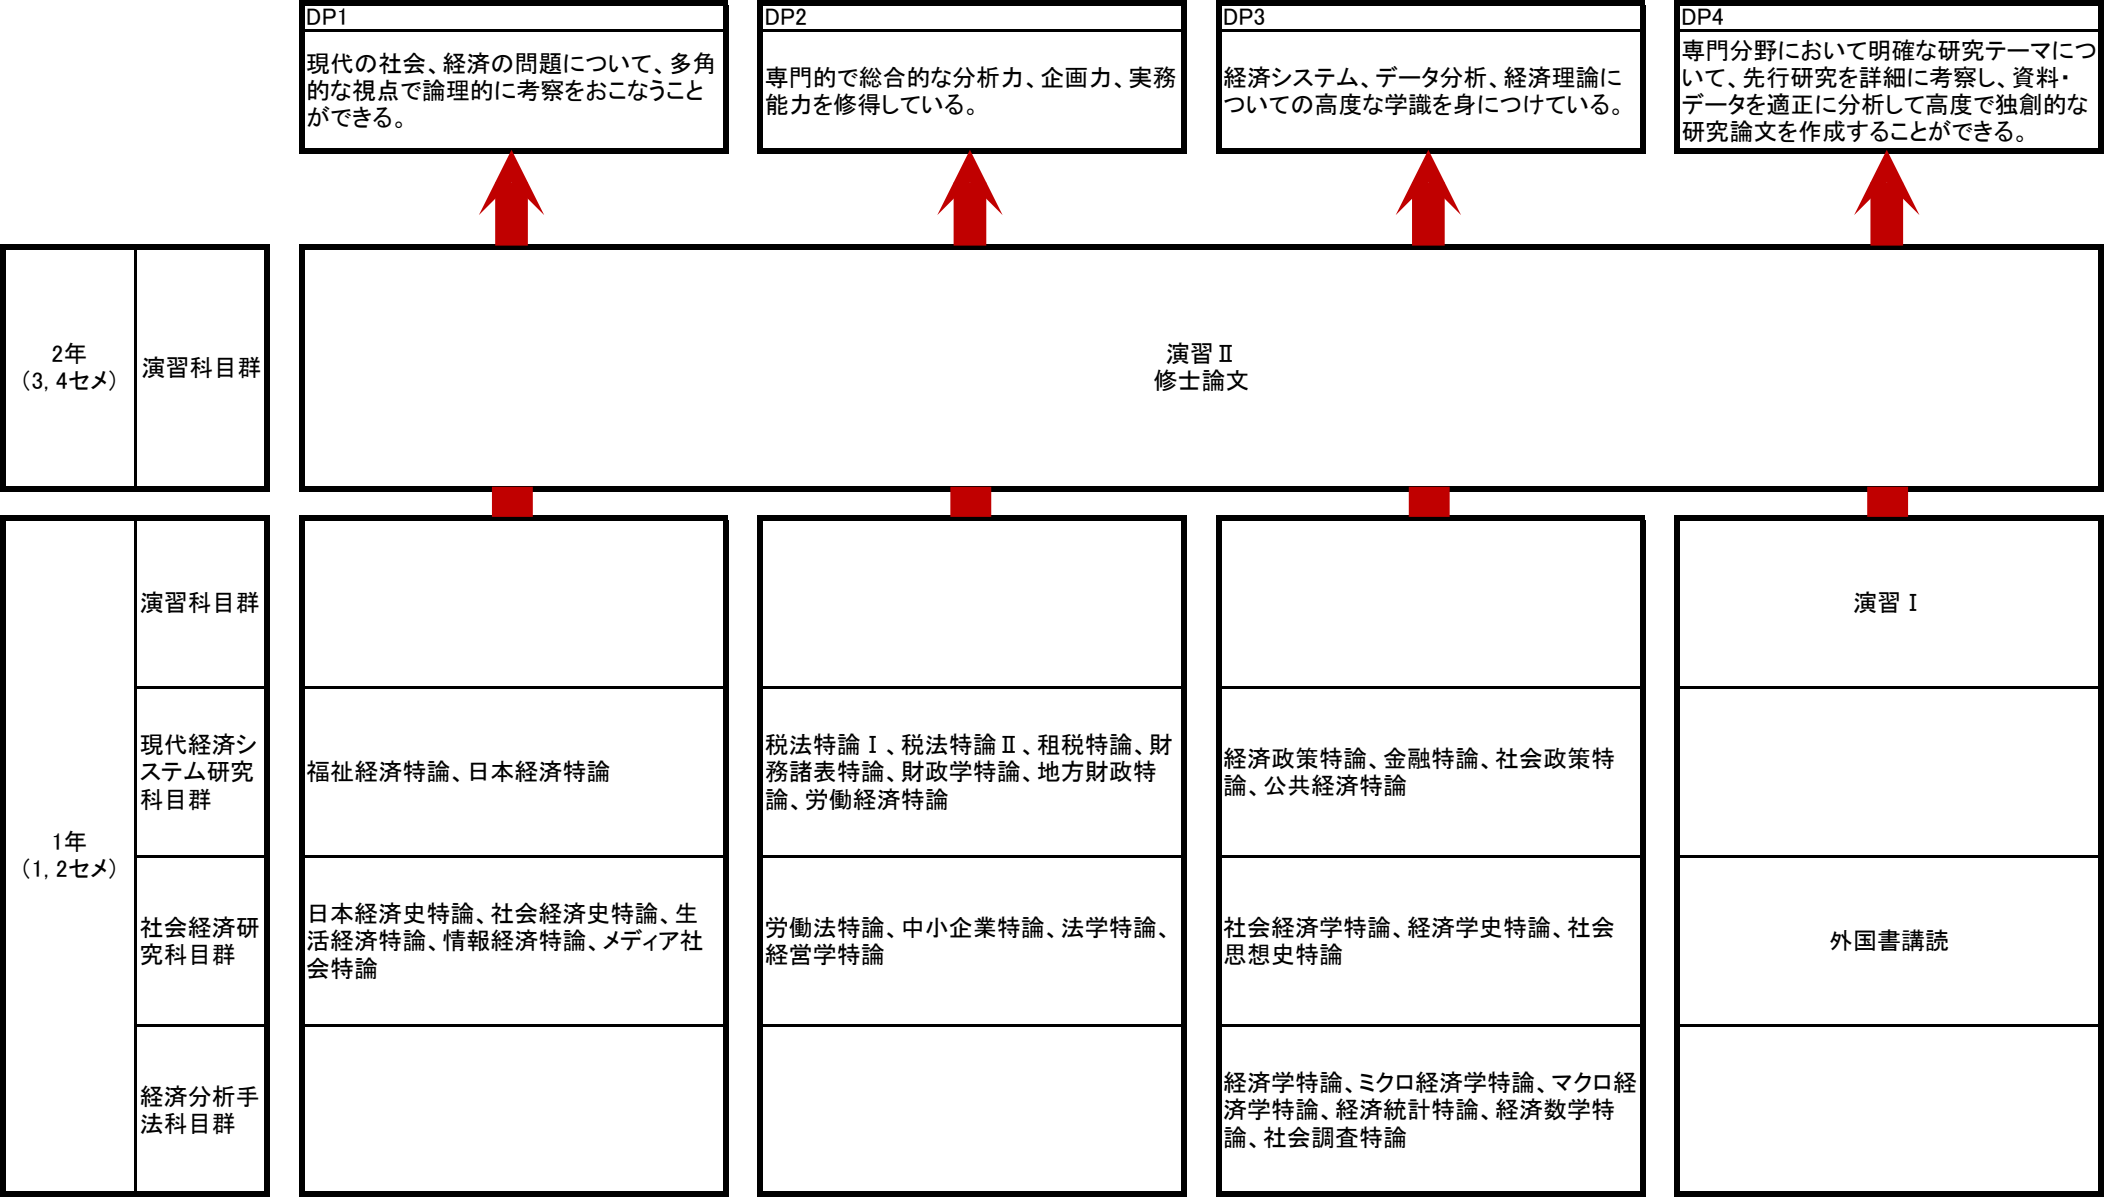 DP1
現代の社会、経済の問題について、多角
的な視点で論理的に考察をおこなうこと
ができる。
DP2
専門的で総合的な分析力、企画力、実務
能力を修得している。
DP3
経済システム、データ分析、経済理論に
ついての高度な学識を身につけている。
DP4
専門分野において明確な研究テーマにつ
いて、先行研究を詳細に考察し、資料・
データを適正に分析して高度で独創的な
研究論文を作成することができる。
2年
（3, 4セメ）
演習科目群
演習Ⅱ
修士論文
1年
（1, 2セメ）
演習科目群
演習Ⅰ
現代経済シ
ステム研究
科目群
福祉経済特論、日本経済特論
税法特論Ⅰ、税法特論Ⅱ、租税特論、財
務諸表特論、財政学特論、地方財政特
論、労働経済特論
経済政策特論、金融特論、社会政策特
論、公共経済特論
社会経済研
究科目群
日本経済史特論、社会経済史特論、生
活経済特論、情報経済特論、メディア社
会特論
労働法特論、中小企業特論、法学特論、
経営学特論
社会経済学特論、経済学史特論、社会
思想史特論
外国書講読
経済分析手
法科目群
経済学特論、ミクロ経済学特論、マクロ経
済学特論、経済統計特論、経済数学特
論、社会調査特論